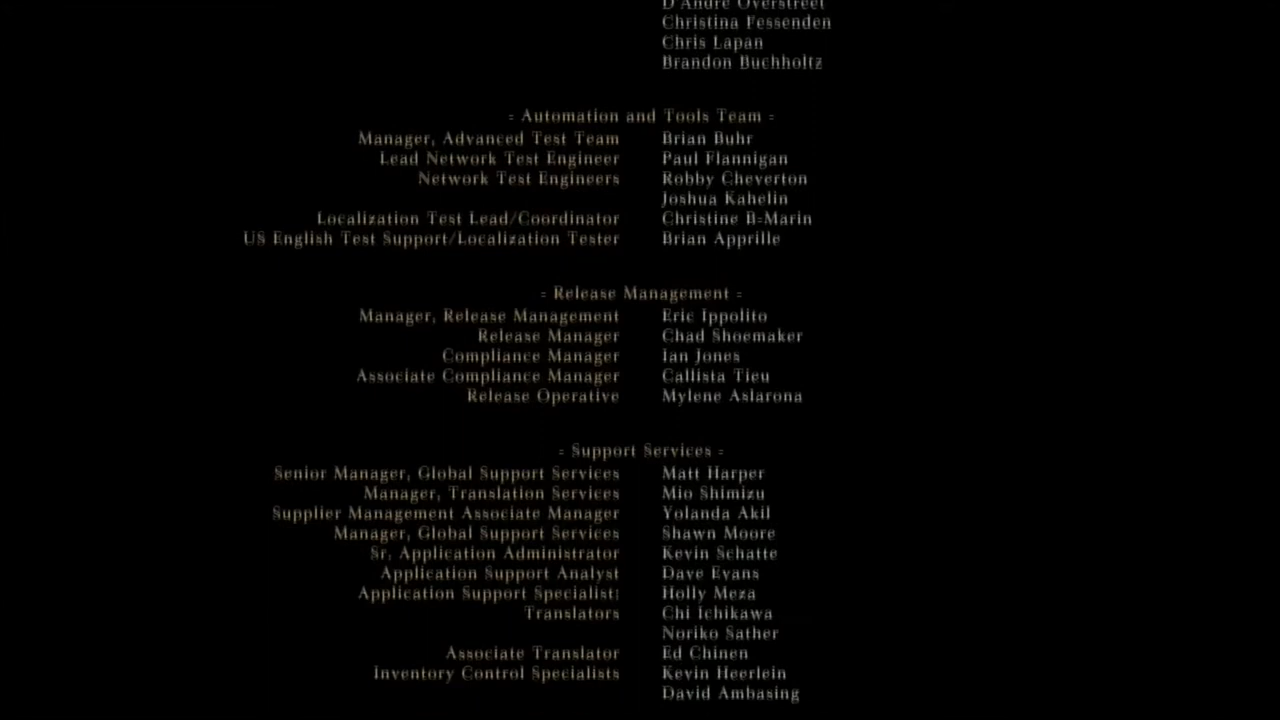 D'Andre Overstreet
Christina Fessenden
Chris Lapan
Brandon Buchholtz
- Automation and Tools Team -
Manager, Advanced Test Team Brian Buhr
Lead Network Test Engineer Paul Flannigan
Network Test Engineers Robby Cheverton
Joshua Kahelin
Localization Test Lead/Coordinator Christine B-Marin
US English Test Support/Localization Tester Brian Apprille
- Release Management -
Manager, Release Management Eric Ippolito
Release Manager Chad Shoemaker
Compliance Manager Ian Jones
Associate Compliance Manager Callista Tieu
Release Operative Mylene Aslarona
- Support Services -
Senior Manager, Global Support Services Matt Harper
Manager, Translation Services Mio Shimizu
Supplier Management Associate Manager Yolanda Akil
Manager, Global Support Services Shawn Moore
Sr. Application Administrator Kevin Schatte
Application Support Analyst Dave Evans
Application Support Specialist: Holly Meza
Translators Chi Ichikawa
Noriko Sather
Associate Translator Ed Chinen
Inventory Control Specialists Kevin Heerlein
David Ambasing